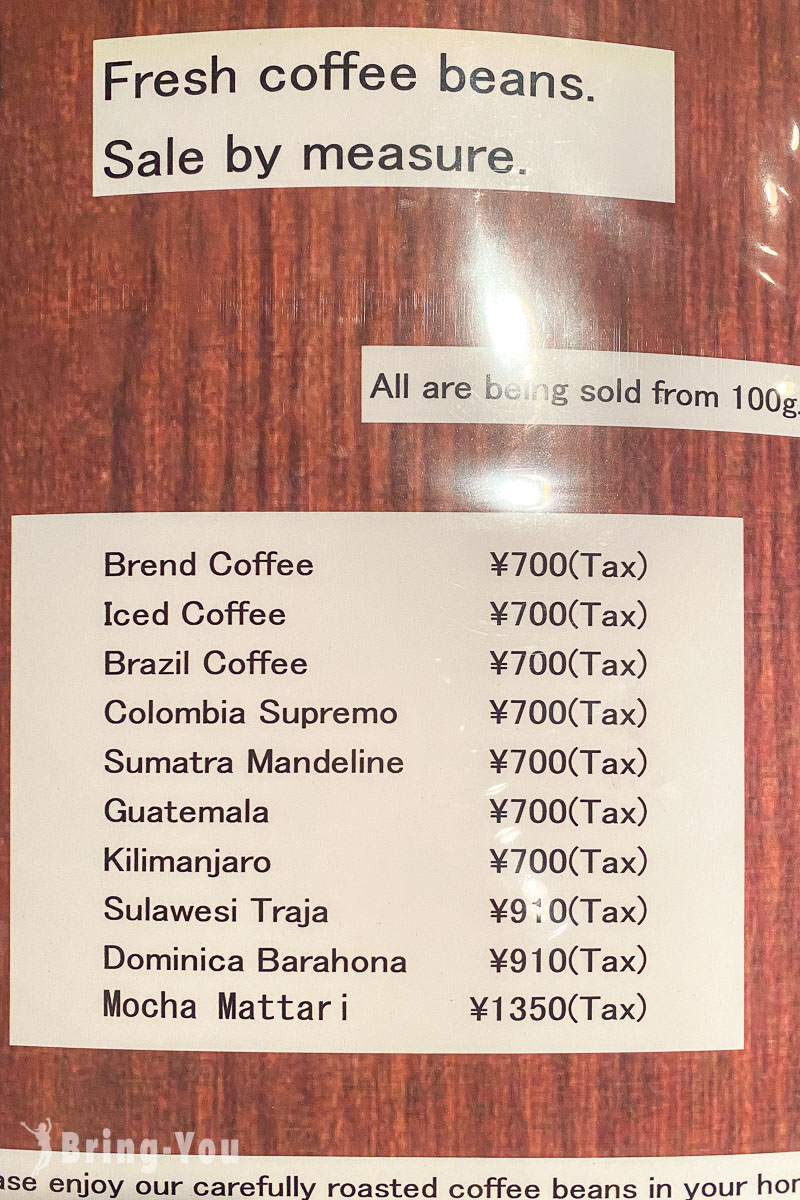 Fresh coffee beans.
Sale by measure.
All are being sold from 100g.
Brend Coffee ¥700(Tax)
Iced Coffee ¥700(Tax)
Brazil Coffee ¥700(Tax)
Colombia Supremo ¥700(Tax)
Sumatra Mandeline ¥700(Tax)
Guatemala ¥700(Tax)
Kilimanjaro ¥700(Tax)
Sulawesi Traja ¥910(Tax)
Dominica Barahona ¥910(Tax)
Mocha Mattari ¥1350(Tax)
Bring-You
enjoy our carefully roasted coffee beans in your